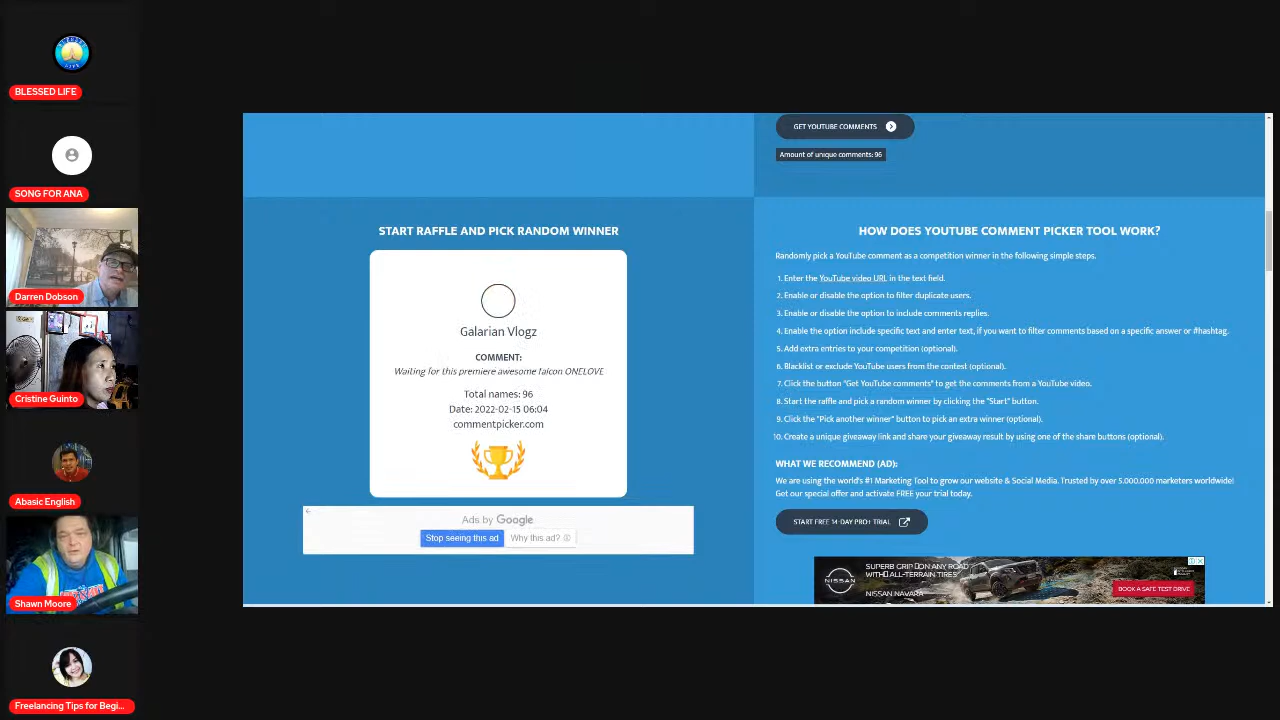 BLESSED LIFE
SONG FOR ANA
Darren Dobson
Cristine Guinto
Abasic English
Shawn Moore
Freelancing Tips for Begi...
START RAFFLE AND PICK RANDOM WINNER
Galarian Vlogz
COMMENT:
Waiting for this premiere awesome falcon ONELOVE
Total names: 96
Date: 2022-02-15 06:04
commentpicker.com
Ads by Google
Stop seeing this ad
Why this ad?
GET YOUTUBE COMMENTS
Amount of unique comments: 96
HOW DOES YOUTUBE COMMENT PICKER TOOL WORK?
Randomly pick a YouTube comment as a competition winner in the following simple steps.
1. Enter the YouTube video URL in the text field.
2. Enable or disable the option to filter duplicate users.
3. Enable or disable the option to include comments replies.
4. Enable the option include specific text and enter text, if you want to filter comments based on a specific answer or #hashtag.
5. Add extra entries to your competition (optional).
6. Blacklist or exclude YouTube users from the contest (optional).
7. Click the button "Get YouTube comments" to get the comments from a YouTube video.
8. Start the raffle and pick a random winner by clicking the "Start" button.
9. Click the "Pick another winner" button to pick an extra winner (optional).
10. Create a unique giveaway link and share your giveaway result by using one of the share buttons (optional).
WHAT WE RECOMMEND (AD):
We are using the world's #1 Marketing Tool to grow our website & Social Media. Trusted by over 5.000.000 marketers worldwide!
Get our special offer and activate FREE your trial today.
START FREE 14-DAY PRO+ TRIAL
NISSAN
SUPERB GRIP ON ANY ROAD
WITH ALL-TERRAIN TIRES
NISSAN NAVARA
BOOK A SAFE TEST DRIVE